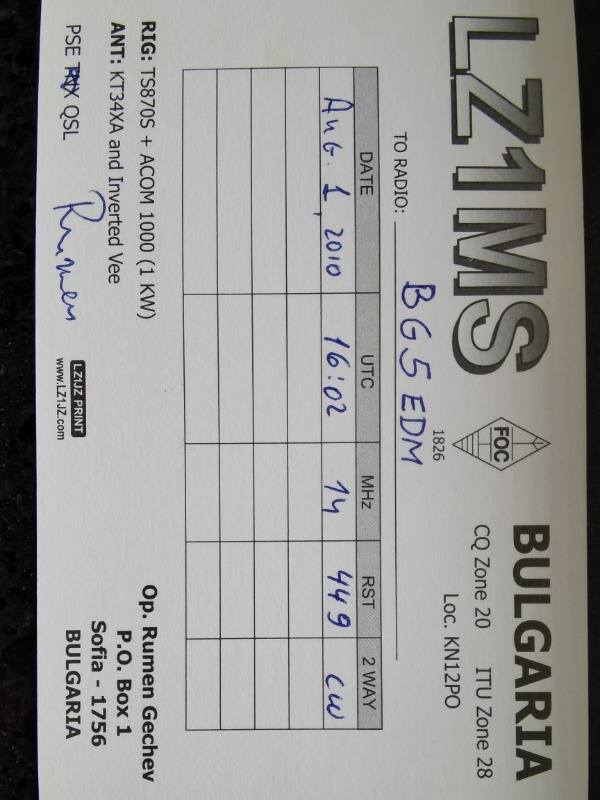 LZ1MS
BULGARIA
FOC
1826
CQ Zone 20 ITU Zone 28
Loc. KN12PO
TO RADIO: BG5EDM
DATE UTC MHz RST 2 WAY
Aug. 1, 2010 16:02 14 449 CW
RIG: TS870S + ACOM 1000 (1 KW)
ANT: KT34XA and Inverted Vee
PSE TNX QSL
Rumen
LZ1JZ PRINT
www.LZ1JZ.com
Op. Rumen Gechev
P.O. Box 1
Sofia - 1756
BULGARIA